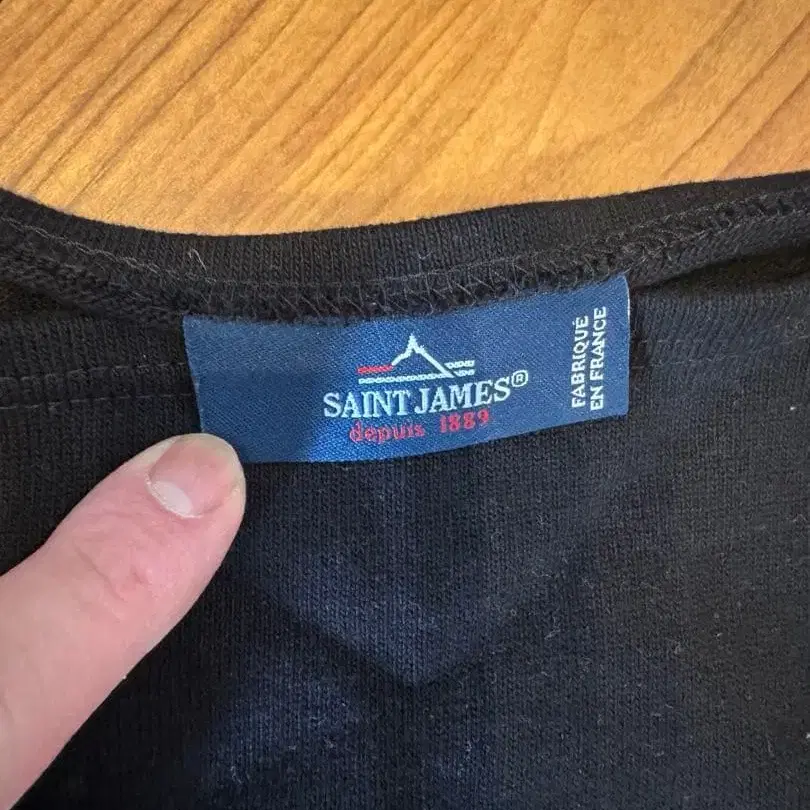 SAINT JAMES®
depuis 1889
FABRIQUÉ
EN FRANCE